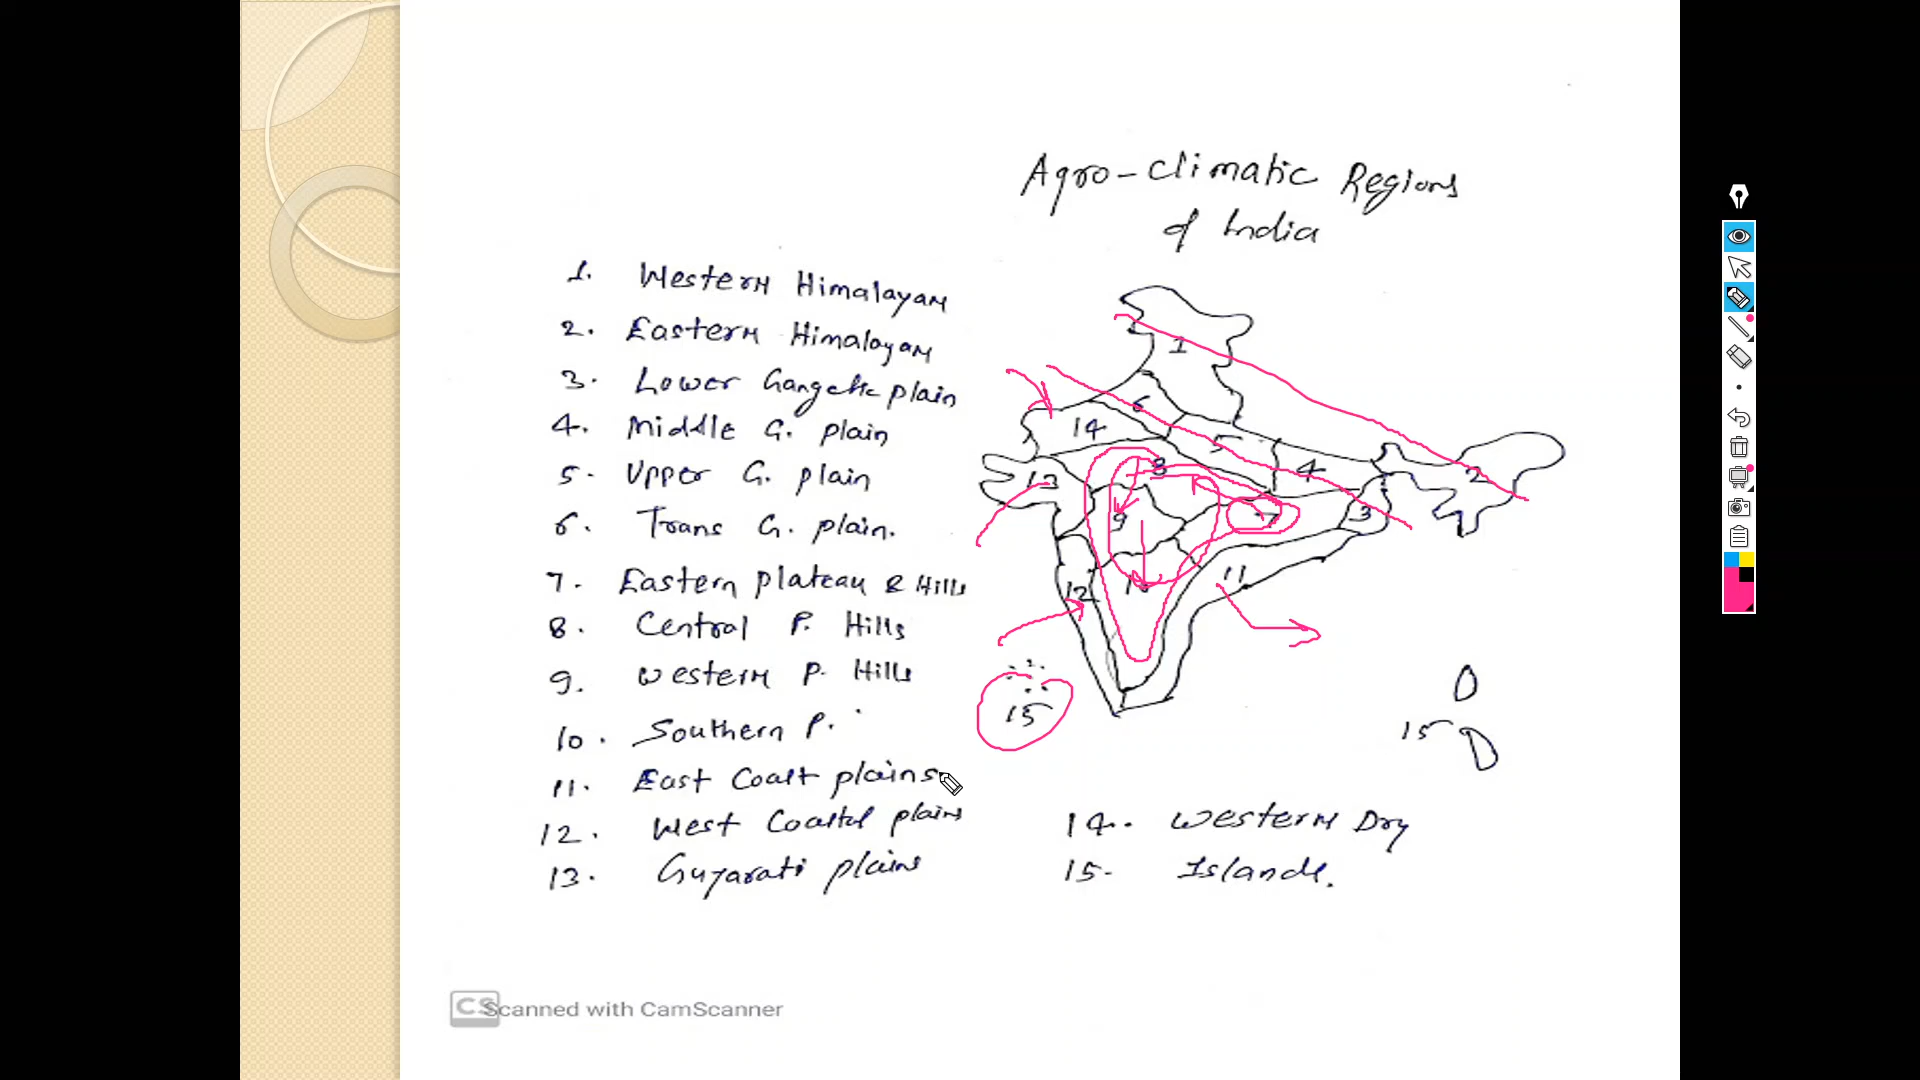 Agro-Climatic Regions
of India
1. Western Himalayan
2. Eastern Himalayan
3. Lower Gangetic plain
4. Middle G. plain
5. Upper G. plain
6. Trans G. plain.
7. Eastern plateau & Hills
8. Central P. Hills
9. Western P. Hills
10. Southern P.
11. East Coast plains
12. West Coastal plains
13. Gujarati plains
14. Western Dry
15. Islands.
1
6
14
5
4
2
13
8
9
7
3
11
12
10
15
15
CS Scanned with CamScanner